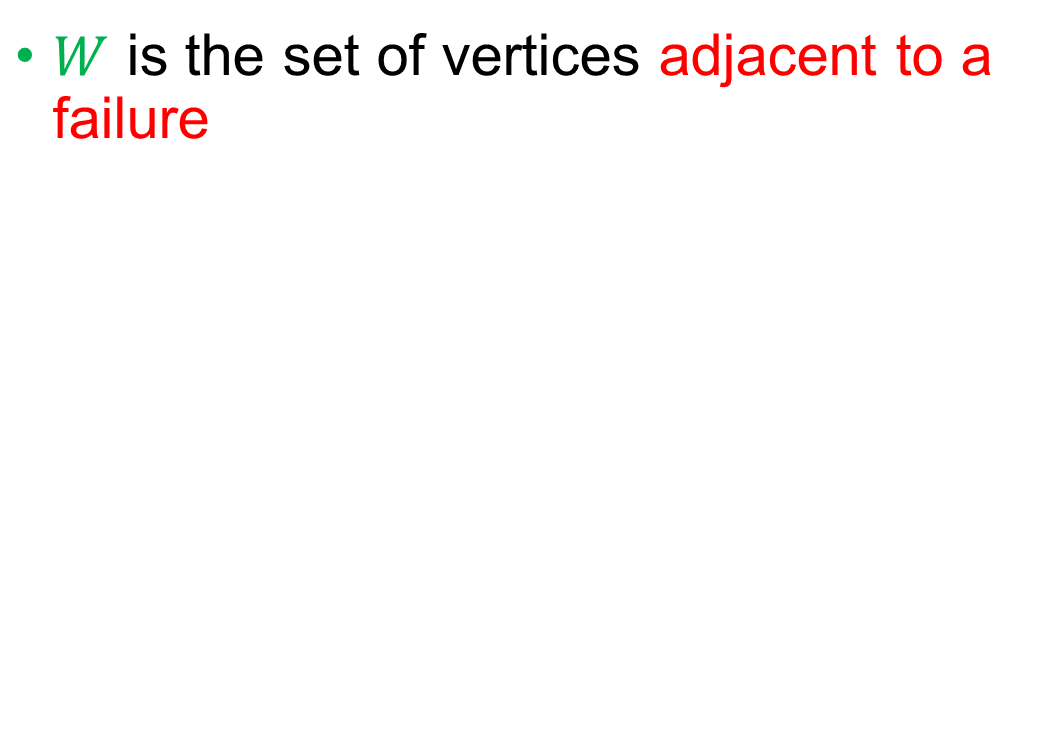 • W is the set of vertices adjacent to a
failure